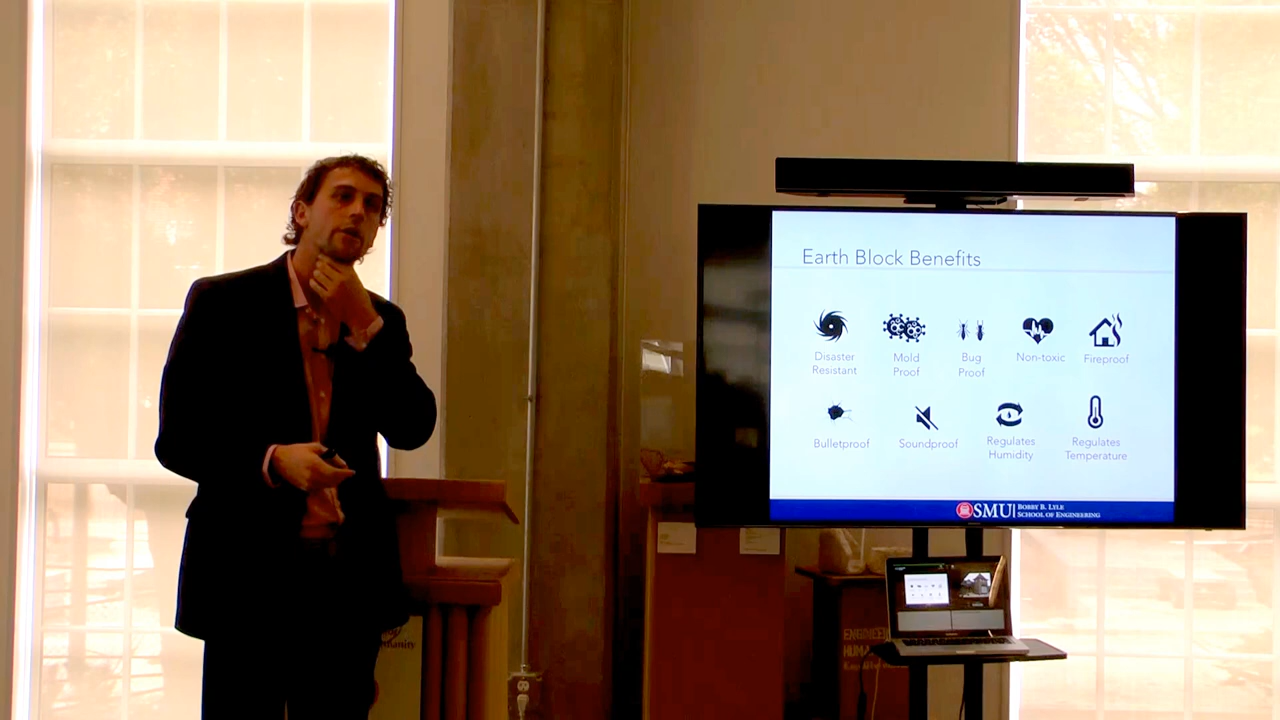 Earth Block Benefits
Disaster
Resistant
Mold
Proof
Bug
Proof
Non-toxic
Fireproof
Bulletproof
Soundproof
Regulates
Humidity
Regulates
Temperature
SMU
BOBBY B. LYLE
SCHOOL OF ENGINEERING